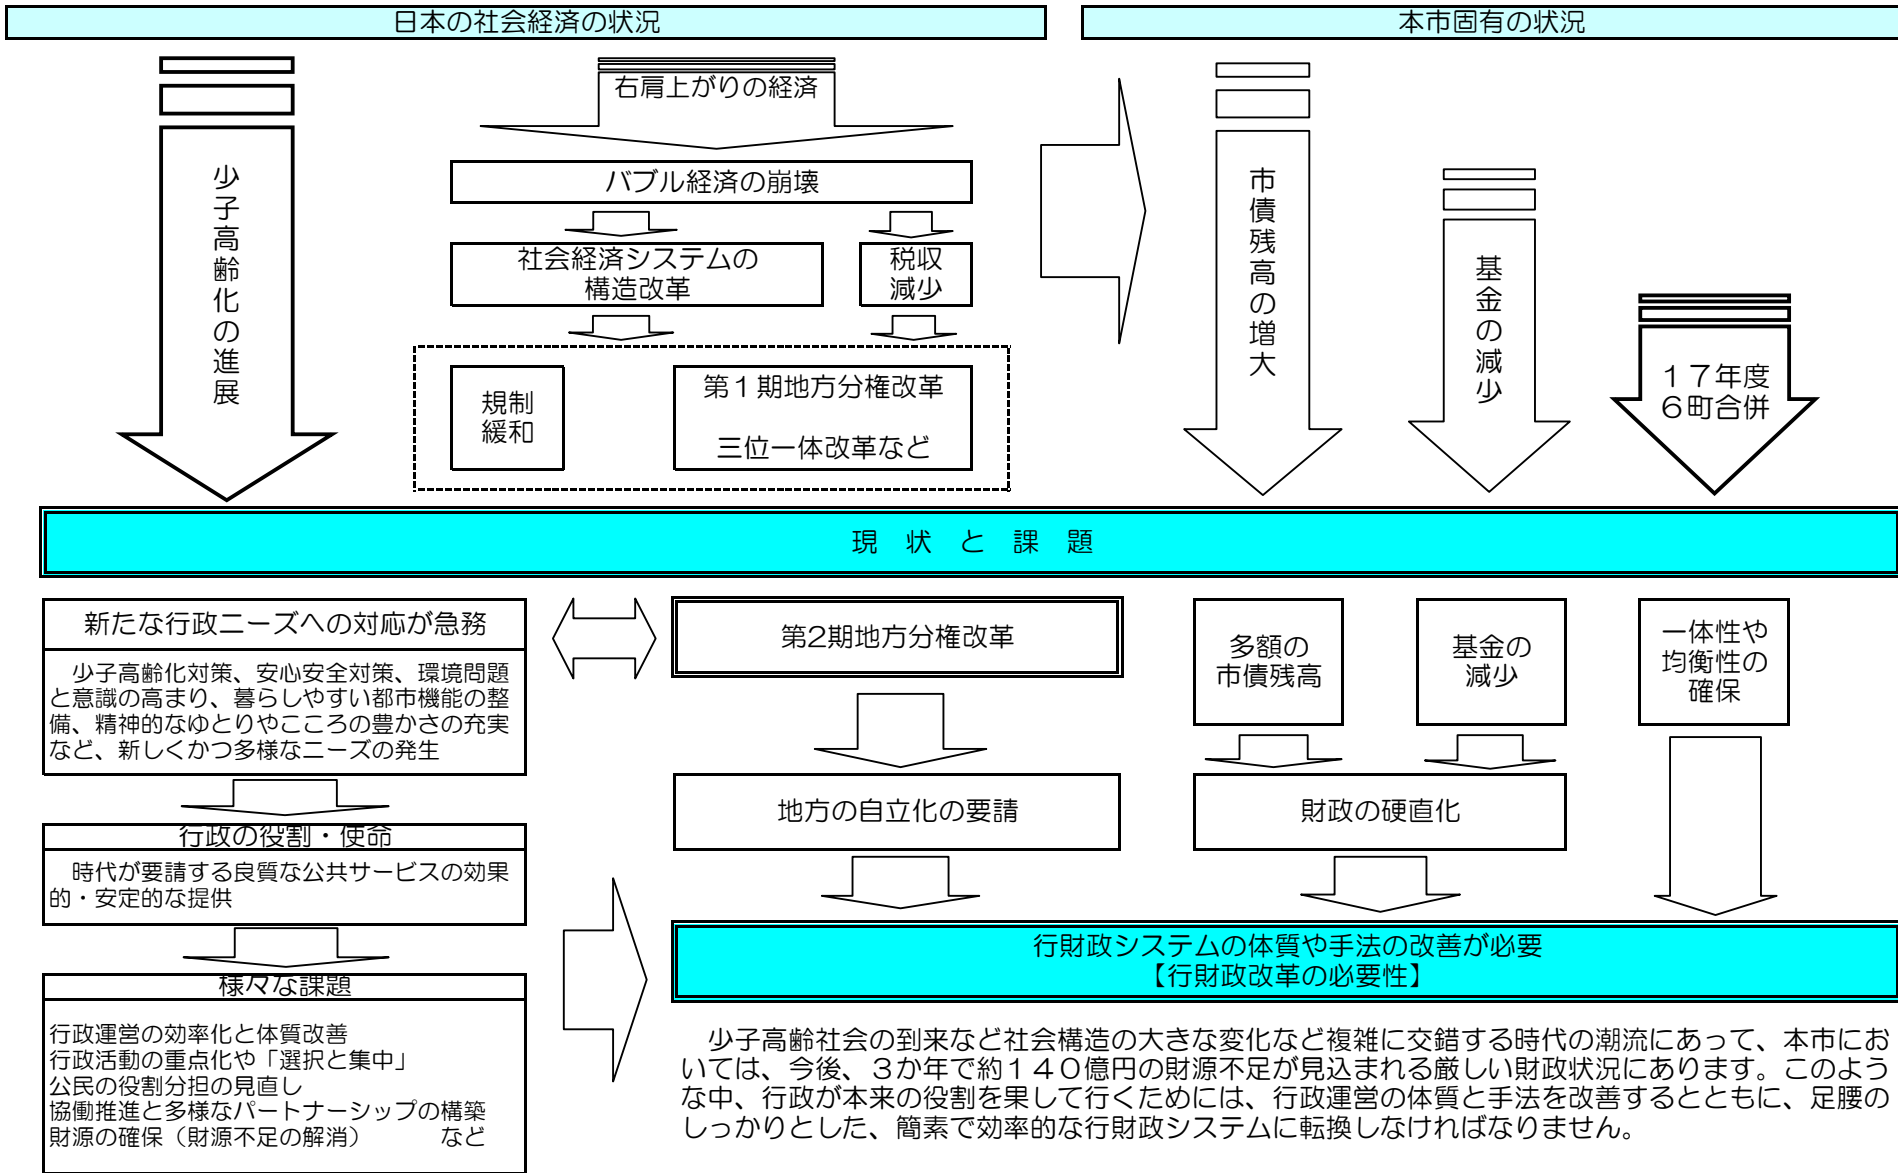 日本の社会経済の状況
本市固有の状況
少子高齢化の進展
右肩上がりの経済
バブル経済の崩壊
社会経済システムの
構造改革
税収
減少
規制
緩和
第1期地方分権改革
三位一体改革など
市債残高の増大
基金の減少
17年度
6町合併
現状と課題
新たな行政ニーズへの対応が急務
少子高齢化対策、安心安全対策、環境問題
と意識の高まり、暮らしやすい都市機能の整
備、精神的なゆとりやこころの豊かさの充実
など、新しくかつ多様なニーズの発生
行政の役割・使命
時代が要請する良質な公共サービスの効果
的・安定的な提供
様々な課題
行政運営の効率化と体質改善
行政活動の重点化や「選択と集中」
公民の役割分担の見直し
協働推進と多様なパートナーシップの構築
財源の確保（財源不足の解消）　　など
第2期地方分権改革
地方の自立化の要請
多額の
市債残高
基金の
減少
財政の硬直化
一体性や
均衡性の
確保
行財政システムの体質や手法の改善が必要
【行財政改革の必要性】
少子高齢社会の到来など社会構造の大きな変化など複雑に交錯する時代の潮流にあって、本市にお
いては、今後、3か年で約140億円の財源不足が見込まれる厳しい財政状況にあります。このよう
な中、行政が本来の役割を果して行くためには、行政運営の体質と手法を改善するとともに、足腰の
しっかりとした、簡素で効率的な行財政システムに転換しなければなりません。